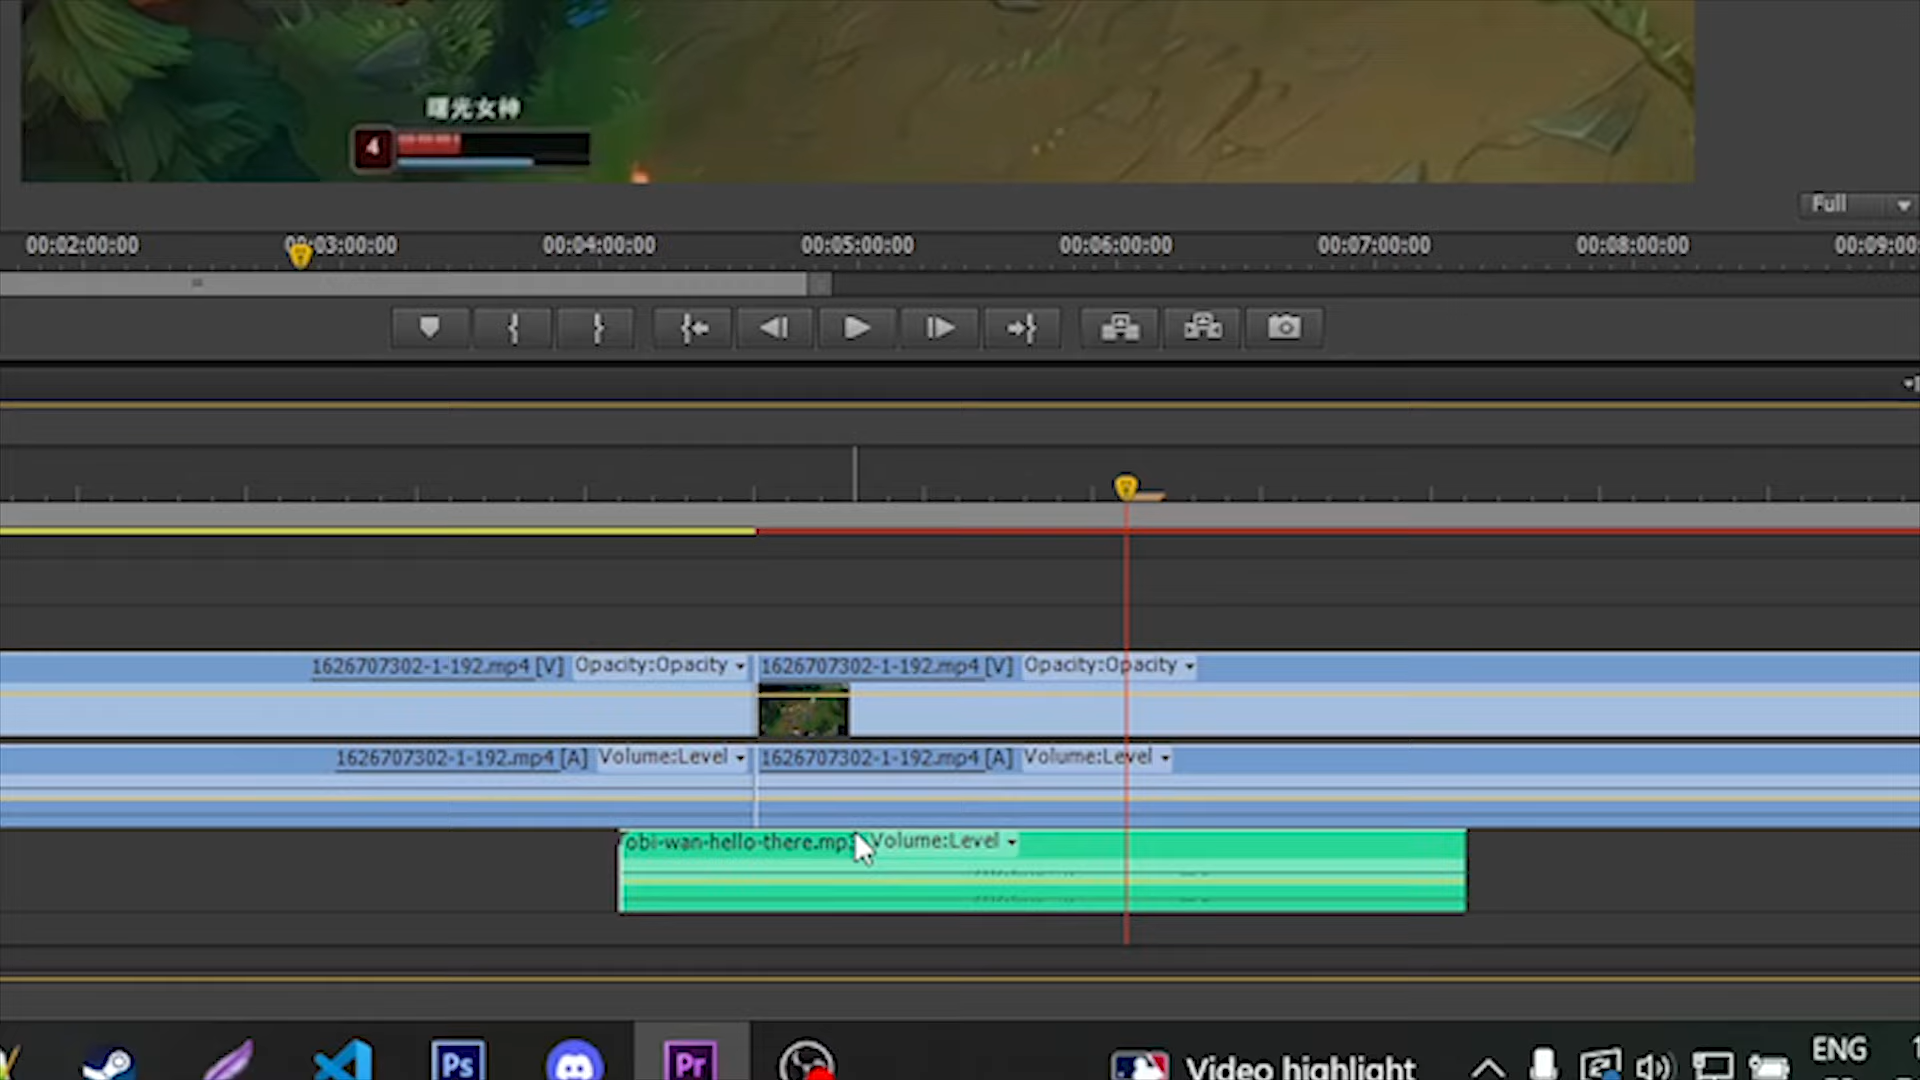 曙光女神
4
Full
00:02:00:00 00:03:00:00 00:04:00:00 00:05:00:00 00:06:00:00 00:07:00:00 00:08:00:00 00:09:00
1626707302-1-192.mp4 [V] Opacity:Opacity 1626707302-1-192.mp4 [V] Opacity:Opacity
1626707302-1-192.mp4 [A] Volume:Level 1626707302-1-192.mp4 [A] Volume:Level
obi-wan-hello-there.mp3 Volume:Level
Ps Pr Video highlight ENG